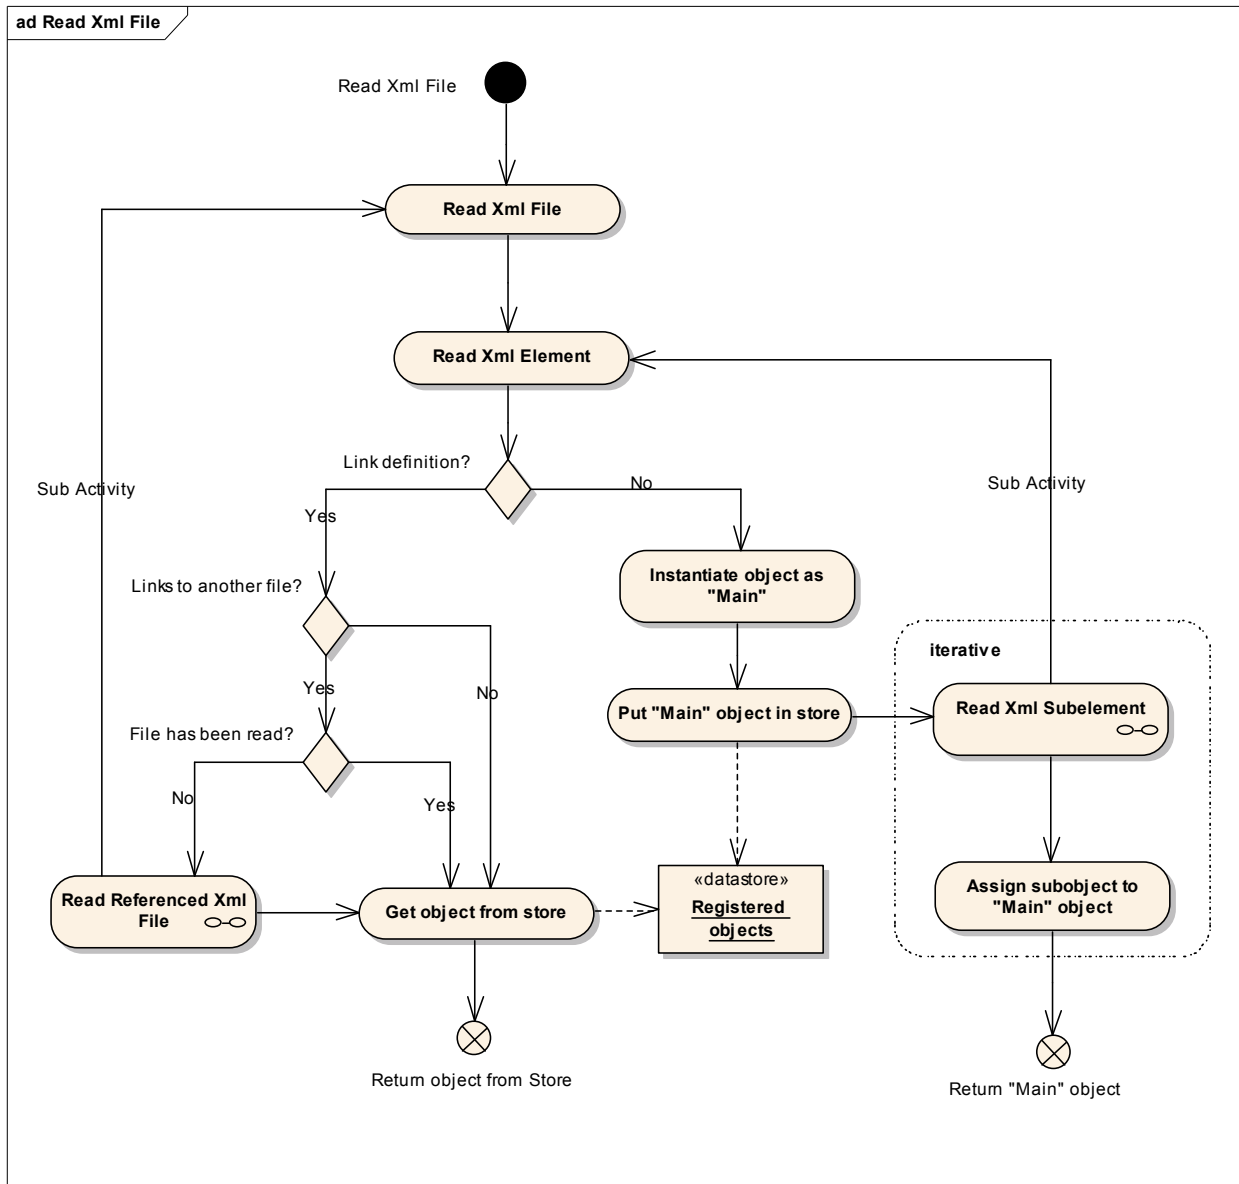 ad Read Xml File
Read Xml File
Read Xml File
Read Xml Element
Link definition?
No
Sub Activity
Sub Activity
Yes
Instantiate object as
"Main"
Links to another file?
iterative
Yes
No
Put "Main" object in store
Read Xml Subelement
File has been read?
No
Yes
«datastore»
Registered
objects
Read Referenced Xml
File
Get object from store
Assign subobject to
"Main" object
Return object from Store
Return "Main" object